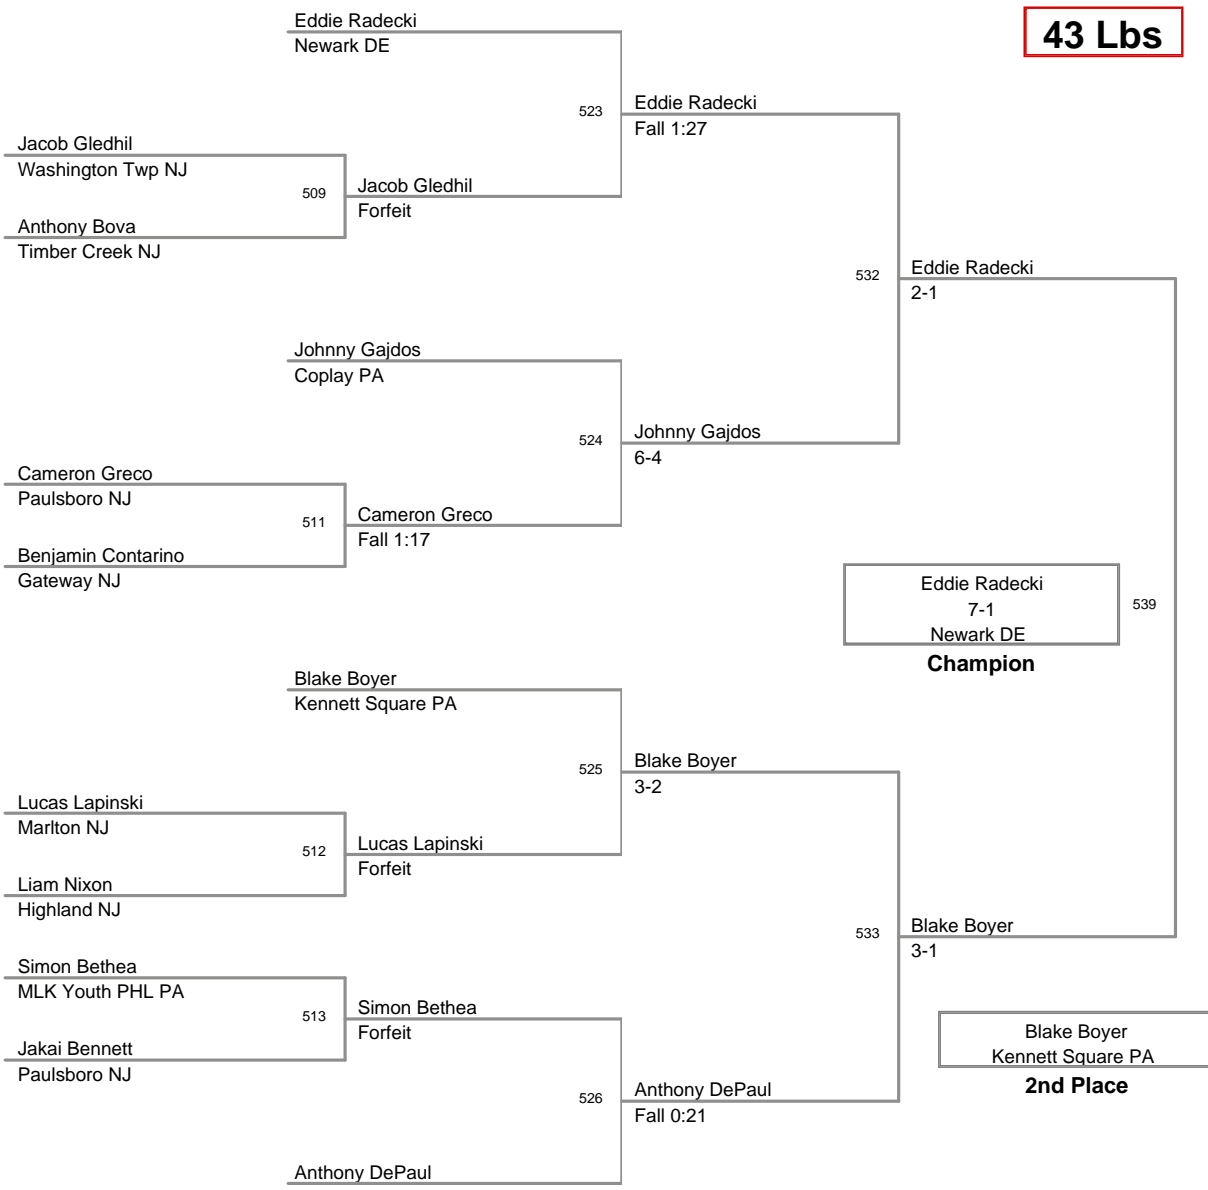 Eddie Radecki
Newark DE
43 Lbs
523
Eddie Radecki
Fall 1:27
Jacob Gledhil
Washington Twp NJ
509
Jacob Gledhil
Forfeit
Anthony Bova
Timber Creek NJ
532
Eddie Radecki
2-1
Johnny Gajdos
Coplay PA
524
Johnny Gajdos
6-4
Cameron Greco
Paulsboro NJ
511
Cameron Greco
Fall 1:17
Benjamin Contarino
Gateway NJ
Eddie Radecki
7-1
Newark DE
Champion
539
Blake Boyer
Kennett Square PA
525
Blake Boyer
3-2
Lucas Lapinski
Marlton NJ
512
Lucas Lapinski
Forfeit
Liam Nixon
Highland NJ
533
Blake Boyer
3-1
Simon Bethea
MLK Youth PHL PA
513
Simon Bethea
Forfeit
Jakai Bennett
Paulsboro NJ
Blake Boyer
Kennett Square PA
2nd Place
526
Anthony DePaul
Fall 0:21
Anthony DePaul